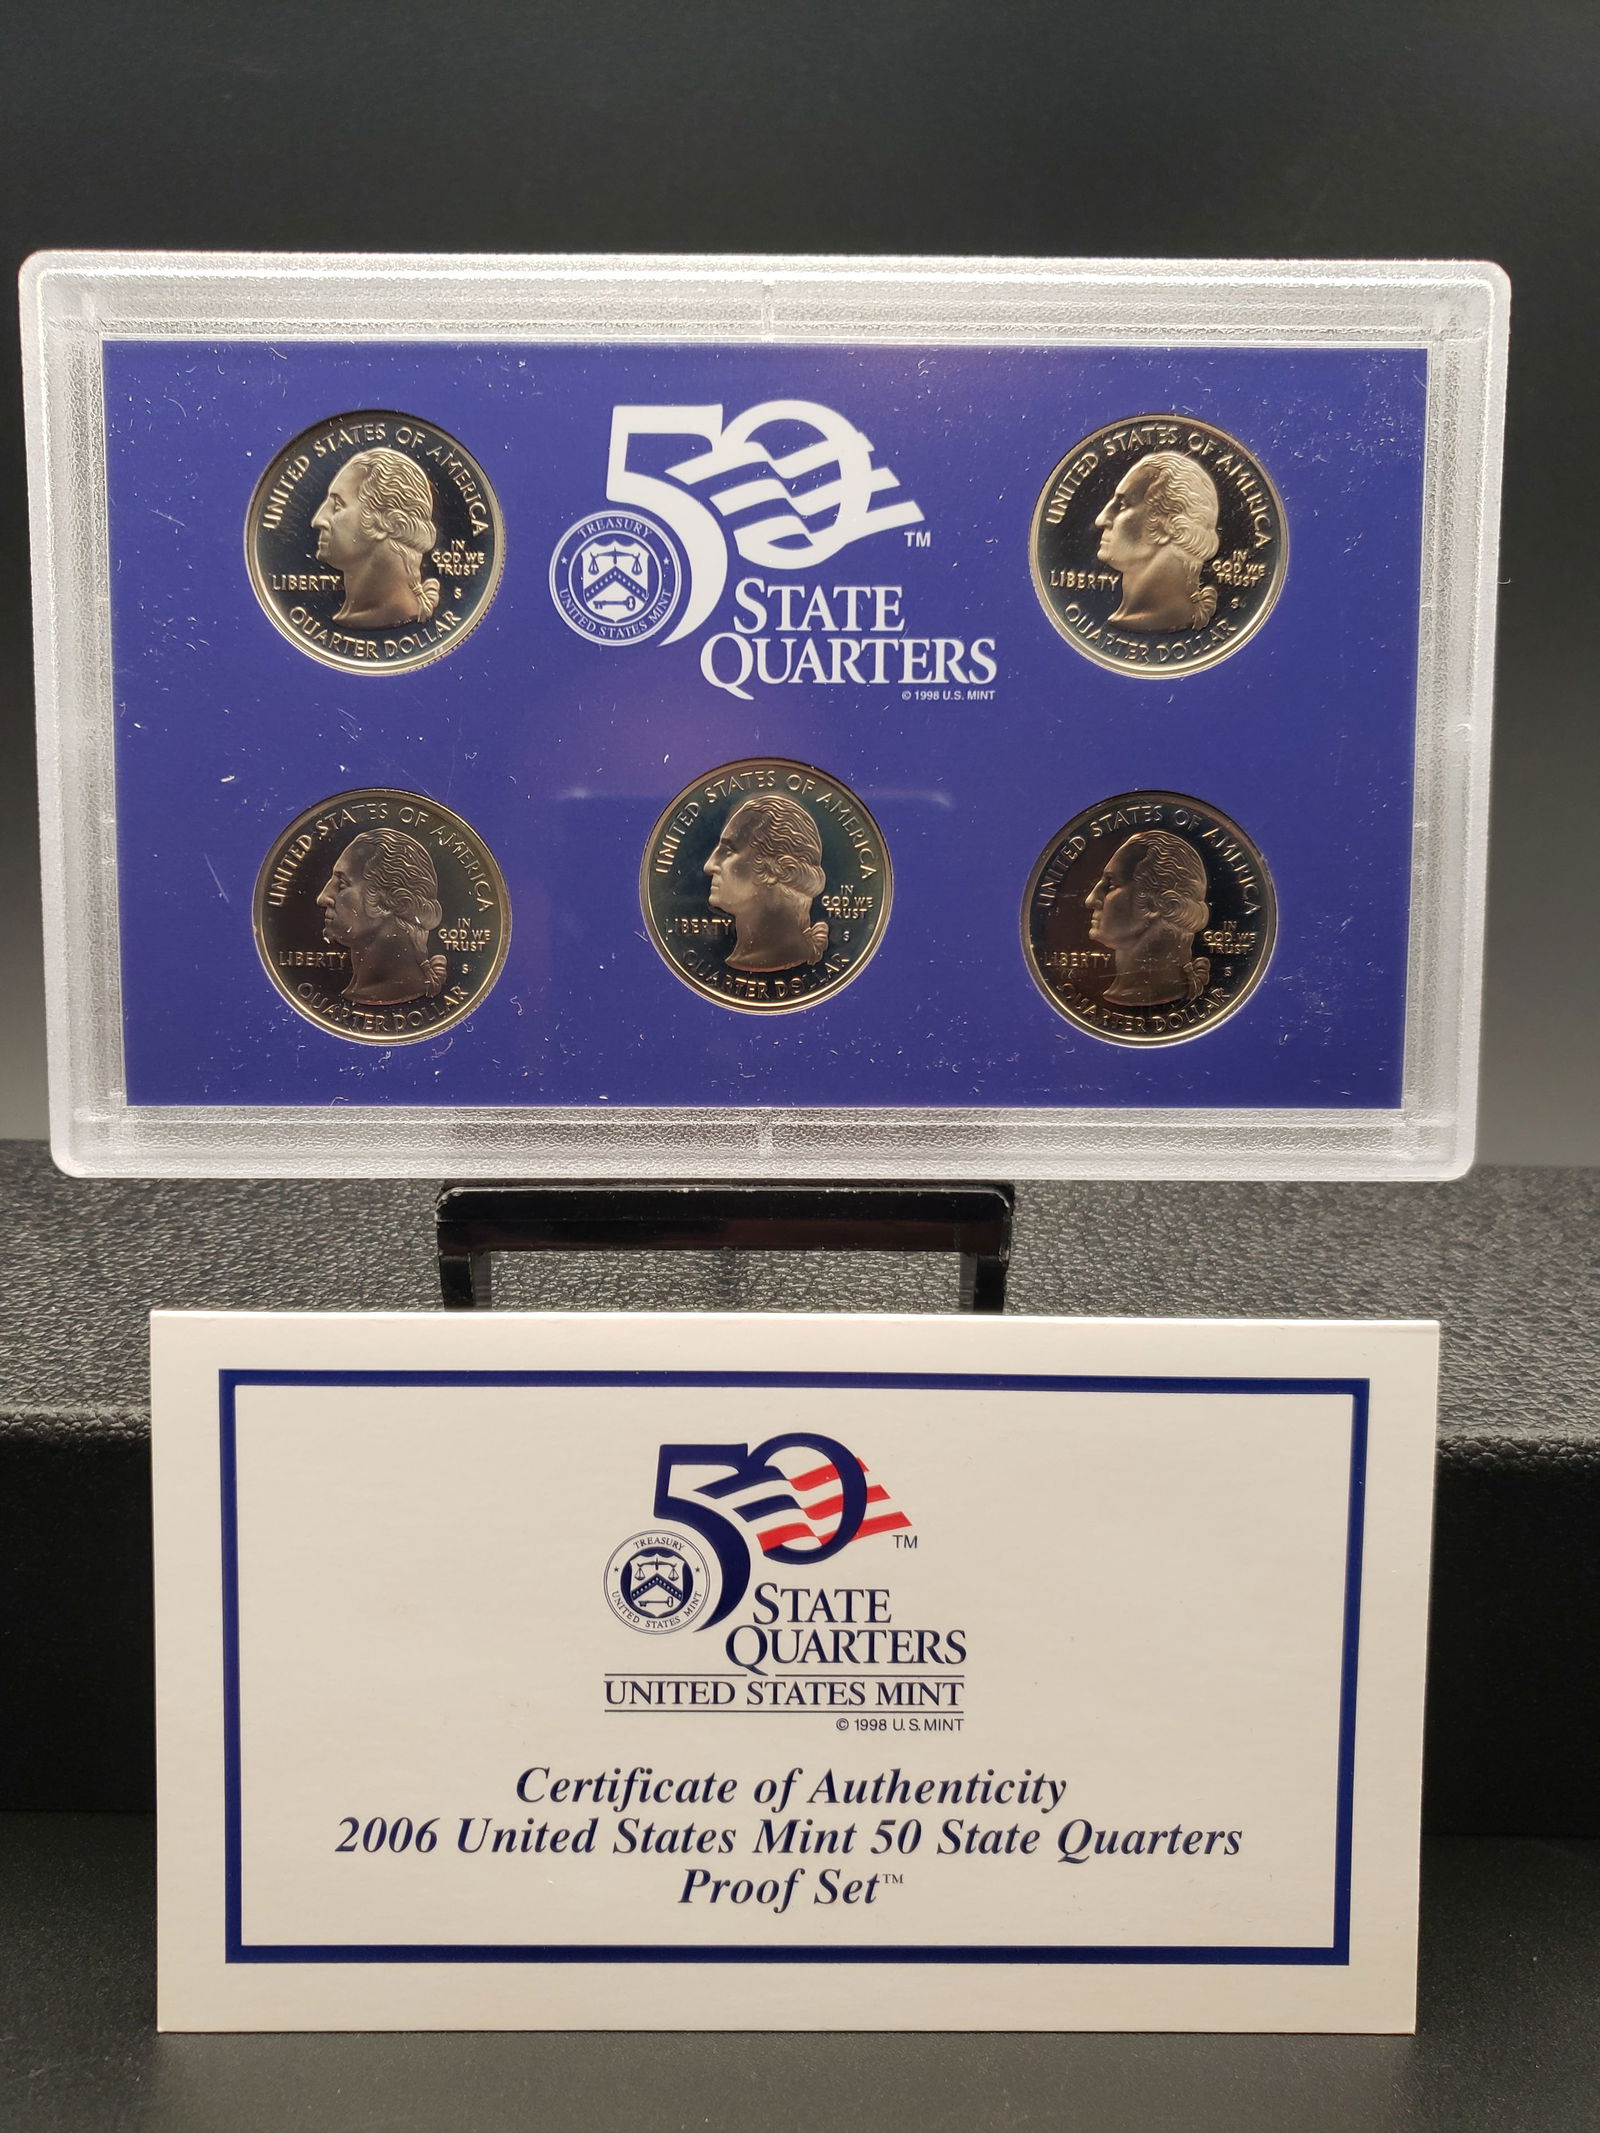 UNITED STATES OF AMERICA
IN
GOD WE
TRUST
LIBERTY
S
QUARTER DOLLAR
50
TM
TREASURY
UNITED STATES MINT
STATE
QUARTERS
© 1998 U.S. MINT
UNITED STATES OF AMERICA
IN
GOD WE
TRUST
LIBERTY
S
QUARTER DOLLAR
UNITED STATES OF AMERICA
IN
GOD WE
TRUST
LIBERTY
S
QUARTER DOLLAR
UNITED STATES OF AMERICA
IN
GOD WE
TRUST
LIBERTY
S
QUARTER DOLLAR
UNITED STATES OF AMERICA
IN
GOD WE
TRUST
LIBERTY
S
QUARTER DOLLAR
50
TM
TREASURY
UNITED STATES MINT
STATE
QUARTERS
UNITED STATES MINT
© 1998 U.S. MINT
Certificate of Authenticity
2006 United States Mint 50 State Quarters
Proof Set™